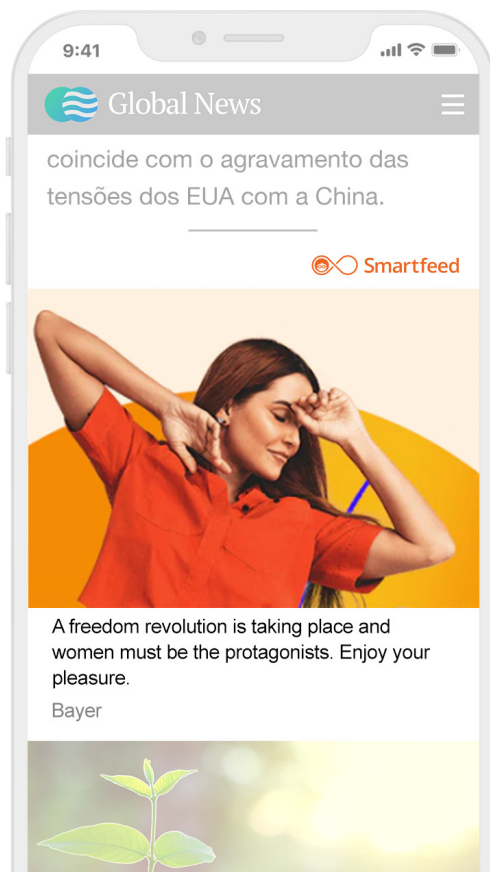 9:41
Global News
coincide com o agravamento das
tensões dos EUA com a China.
Smartfeed
A freedom revolution is taking place and
women must be the protagonists. Enjoy your
pleasure.
Bayer